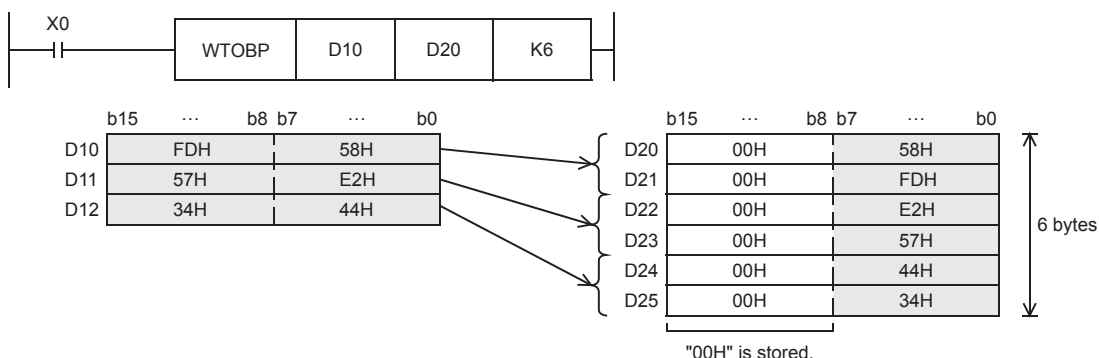 X0
WTOBP D10 D20 K6
b15 ... b8 b7 ... b0
D10 FDH 58H
D11 57H E2H
D12 34H 44H
b15 ... b8 b7 ... b0
D20 00H 58H
D21 00H FDH
D22 00H E2H
D23 00H 57H
D24 00H 44H
D25 00H 34H
6 bytes
"00H" is stored.